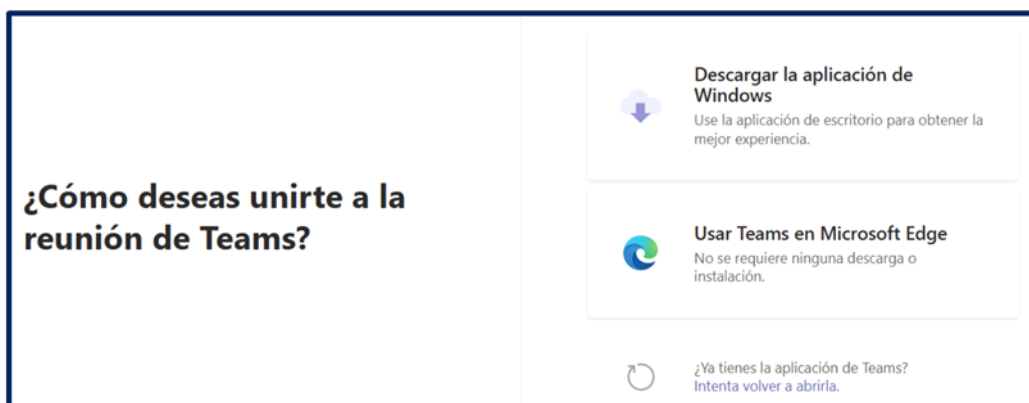 ¿Cómo deseas unirte a la
reunión de Teams?
Descargar la aplicación de
Windows
Use la aplicación de escritorio para obtener la
mejor experiencia.
Usar Teams en Microsoft Edge
No se requiere ninguna descarga o
instalación.
¿Ya tienes la aplicación de Teams?
Intenta volver a abrirla.